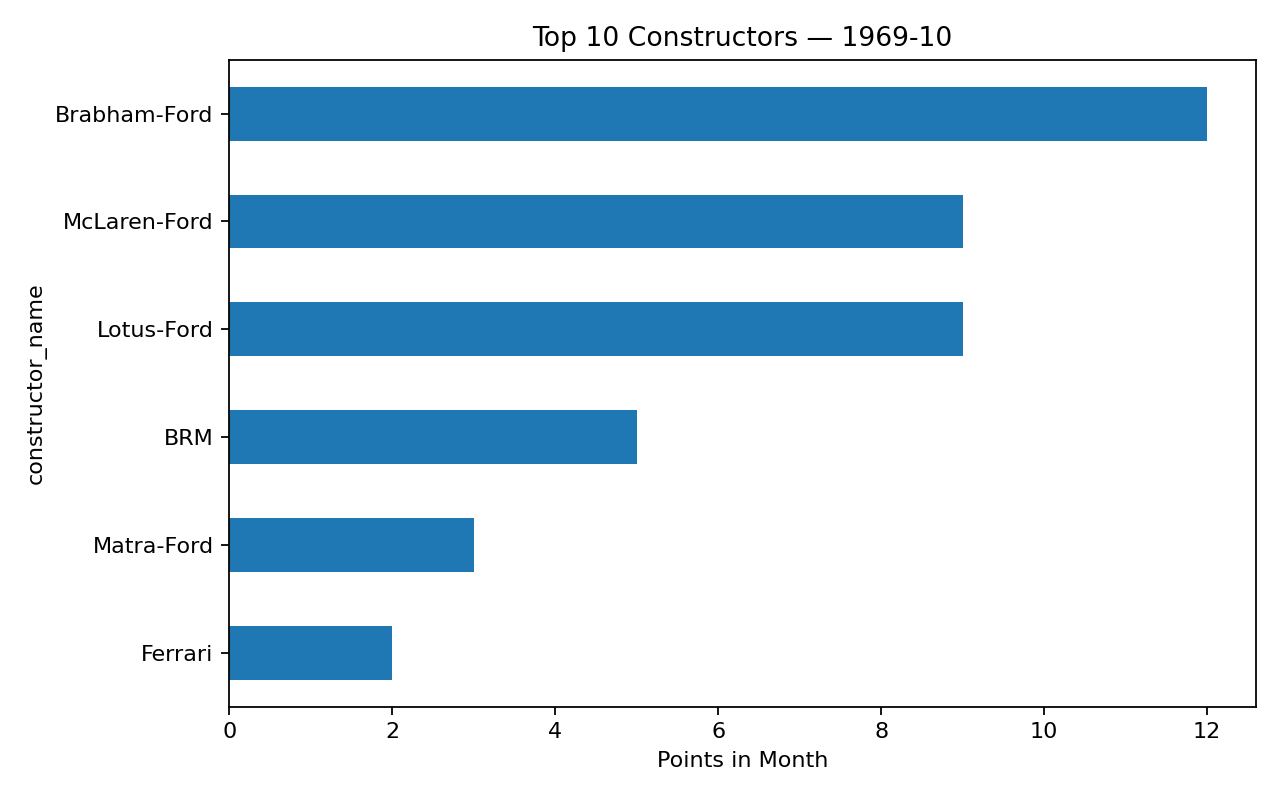 Top 10 Constructors — 1969-10
constructor_name
Brabham-Ford
McLaren-Ford
Lotus-Ford
BRM
Matra-Ford
Ferrari
0 2 4 6 8 10 12
Points in Month